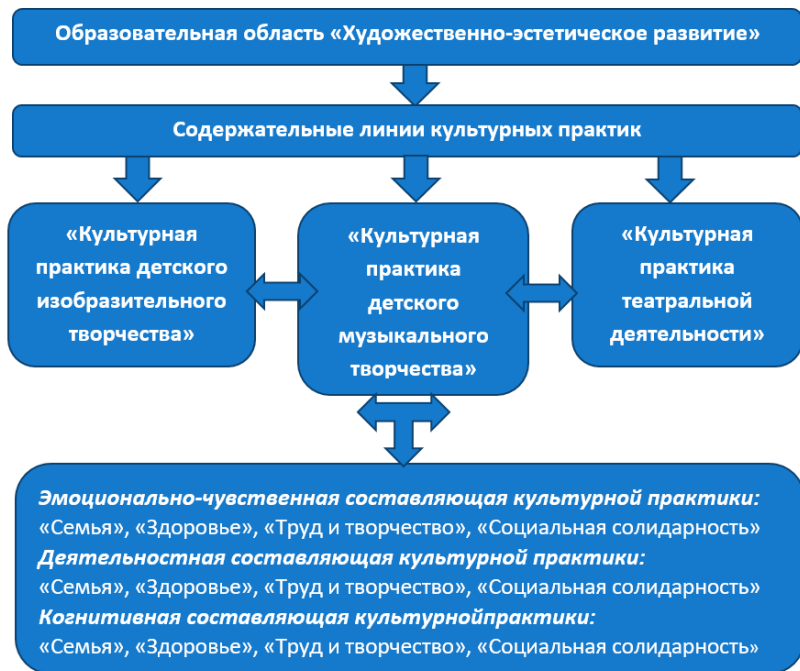 Образовательная область «Художественно-эстетическое развитие»
Содержательные линии культурных практик
«Культурная
практика детского
изобразительного
творчества»
«Культурная
практика
детского
музыкального
творчества»
«Культурная
практика
театральной
деятельности»
Эмоционально-чувственная составляющая культурной практики:
«Семья», «Здоровье», «Труд и творчество», «Социальная солидарность»
Деятельностная составляющая культурной практики:
«Семья», «Здоровье», «Труд и творчество», «Социальная солидарность»
Когнитивная составляющая культурнойпрактики:
«Семья», «Здоровье», «Труд и творчество», «Социальная солидарность»